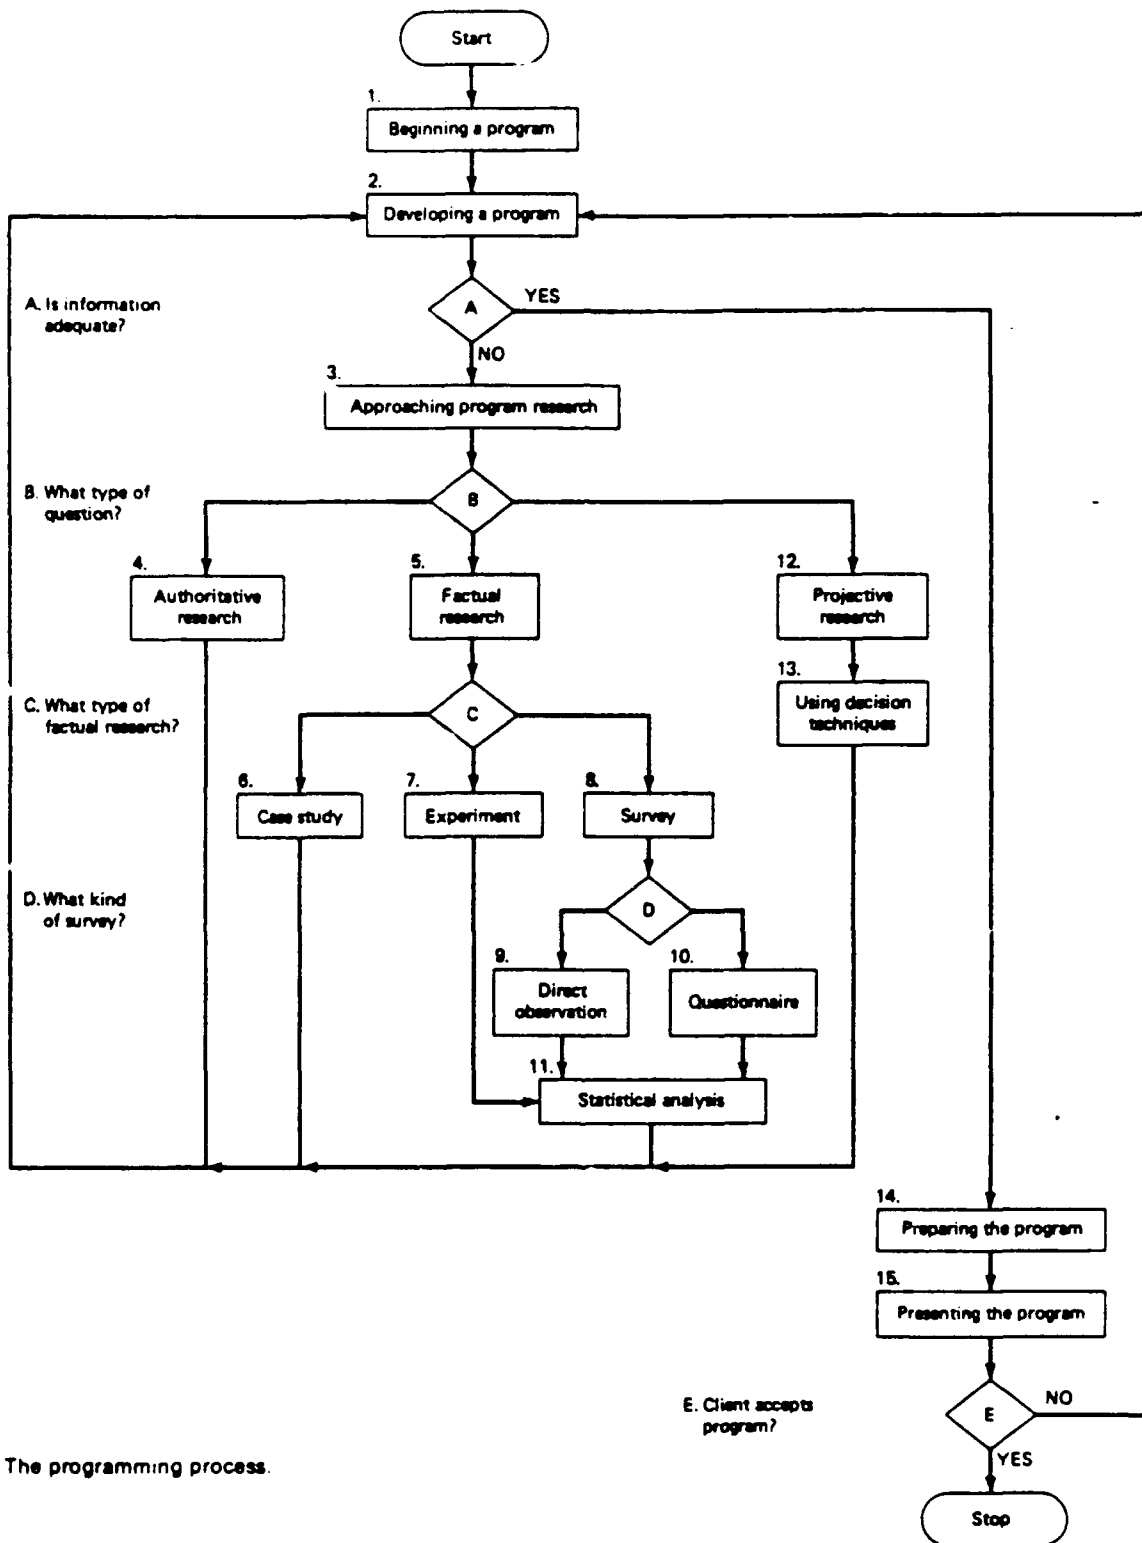 Start
1.
Beginning a program
2.
Developing a program
A. Is information
adequate?
A
YES
NO
3.
Approaching program research
B. What type of
question?
B
4.
Authoritative
research
5.
Factual
research
12.
Projective
research
13.
Using decision
techniques
C. What type of
factual research?
C
6.
Case study
7.
Experiment
8.
Survey
D. What kind
of survey?
D
9.
Direct
observation
10.
Questionnaire
11.
Statistical analysis
14.
Preparing the program
15.
Presenting the program
E. Client accepts
program?
E
NO
YES
Stop
The programming process.